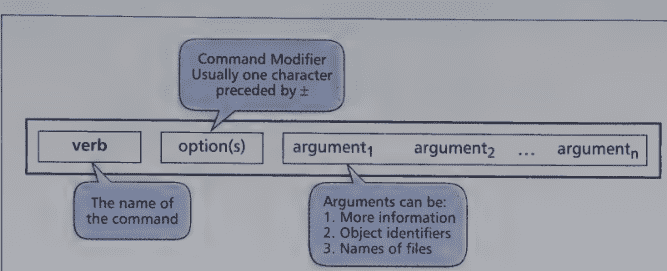 Command Modifier
Usually one character
preceded by ±
verb option(s) argument1 argument2 ... argumentn
The name of
the command
Arguments can be:
1. More information
2. Object identifiers
3. Names of files